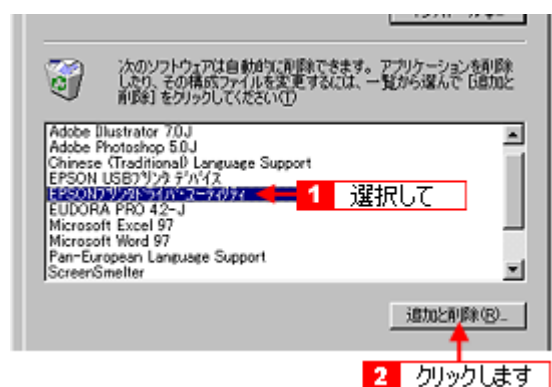 次のソフトウェアは自動的に削除できます。アプリケーションを削除
したり、その構成ファイルを変更するには、一覧から選んで [追加と
削除] をクリックしてください(T)
Adobe Illustrator 7.0J
Adobe Photoshop 5.0J
Chinese (Traditional) Language Support
EPSON USBプリンタ デバイス
EPSONプリンタドライバ・ユーティリティ
1 選択して
EUDORA PRO 4.2-J
Microsoft Excel 97
Microsoft Word 97
Pan-European Language Support
ScreenSmelter
追加と削除(R)...
2 クリックします